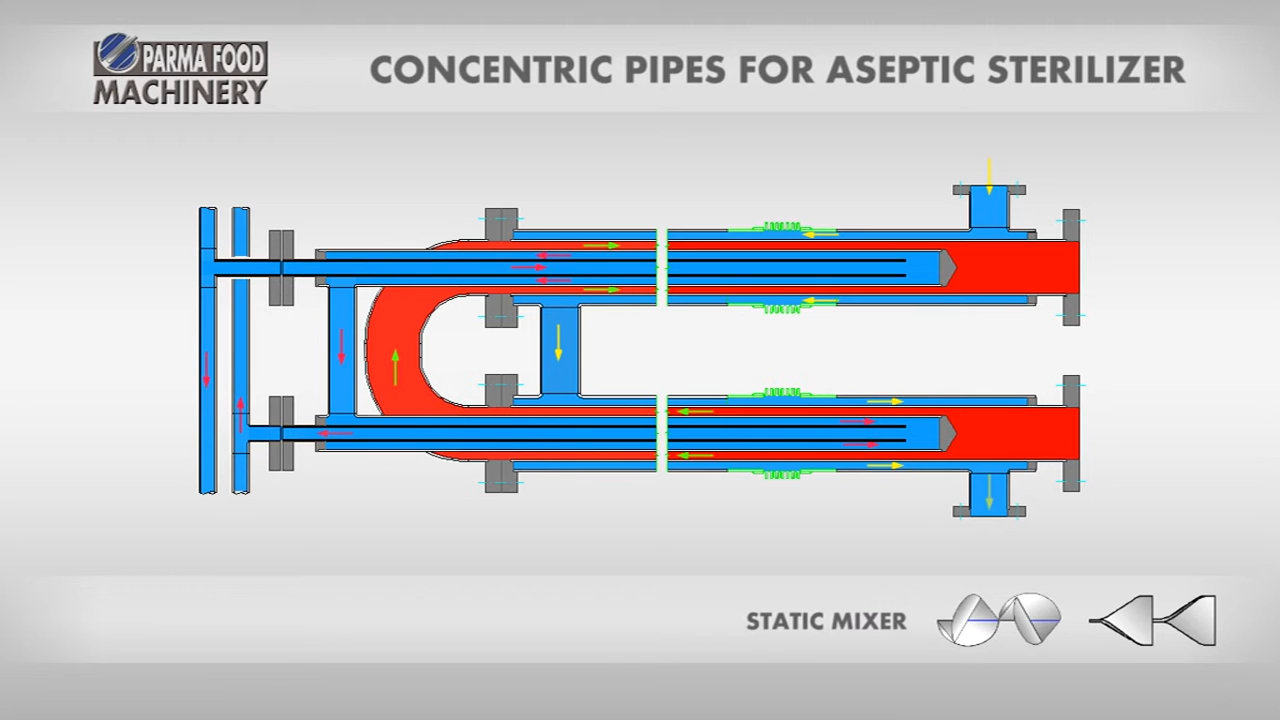 PARMA FOOD
MACHINERY
CONCENTRIC PIPES FOR ASEPTIC STERILIZER
STATIC MIXER